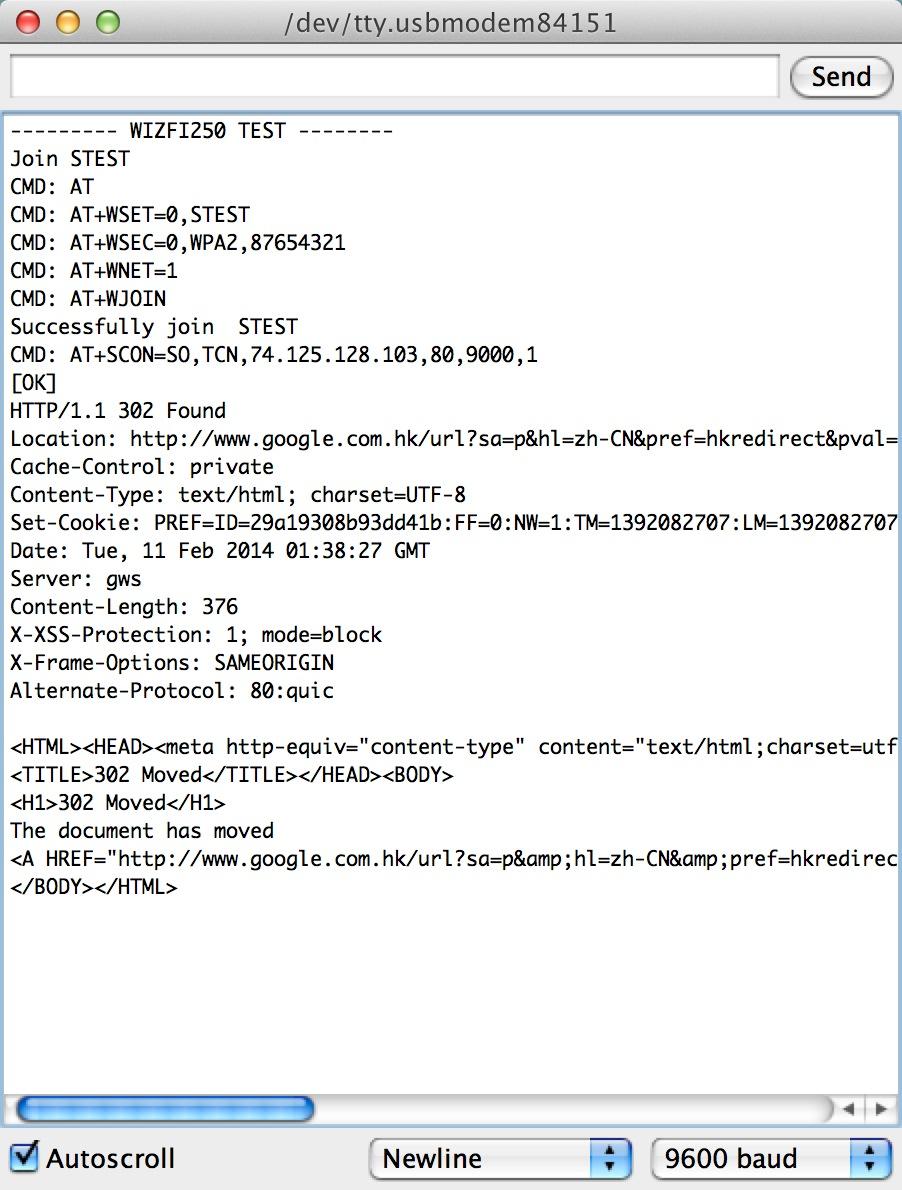 /dev/tty.usbmodem84151
Send
--------- WIZFI250 TEST --------
Join STEST
CMD: AT
CMD: AT+WSET=0,STEST
CMD: AT+WSEC=0,WPA2,87654321
CMD: AT+WNET=1
CMD: AT+WJOIN
Successfully join  STEST
CMD: AT+SCON=SO,TCN,74.125.128.103,80,9000,1
[OK]
HTTP/1.1 302 Found
Location: http://www.google.com.hk/url?sa=p&hl=zh-CN&pref=hkredirect&pval=
Cache-Control: private
Content-Type: text/html; charset=UTF-8
Set-Cookie: PREF=ID=29a19308b93dd41b:FF=0:NW=1:TM=1392082707:LM=1392082707
Date: Tue, 11 Feb 2014 01:38:27 GMT
Server: gws
Content-Length: 376
X-XSS-Protection: 1; mode=block
X-Frame-Options: SAMEORIGIN
Alternate-Protocol: 80:quic
<HTML><HEAD><meta http-equiv="content-type" content="text/html;charset=utf
<TITLE>302 Moved</TITLE></HEAD><BODY>
<H1>302 Moved</H1>
The document has moved
<A HREF="http://www.google.com.hk/url?sa=p&amp;hl=zh-CN&amp;pref=hkredirec
</BODY></HTML>
Autoscroll
Newline
9600 baud